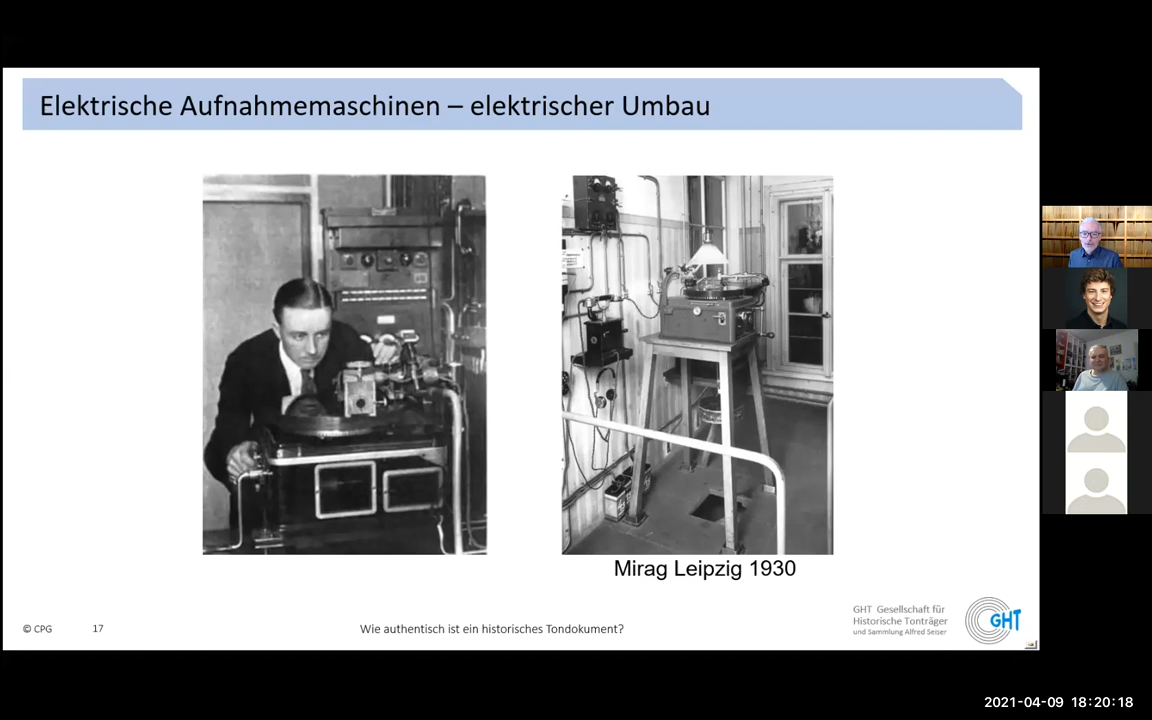 Elektrische Aufnahmemaschinen – elektrischer Umbau
Mirag Leipzig 1930
© CPG
17
Wie authentisch ist ein historisches Tondokument?
GHT Gesellschaft für
Historische Tonträger
und Sammlung Alfred Seiser
GHT
2021-04-09 18:20:18